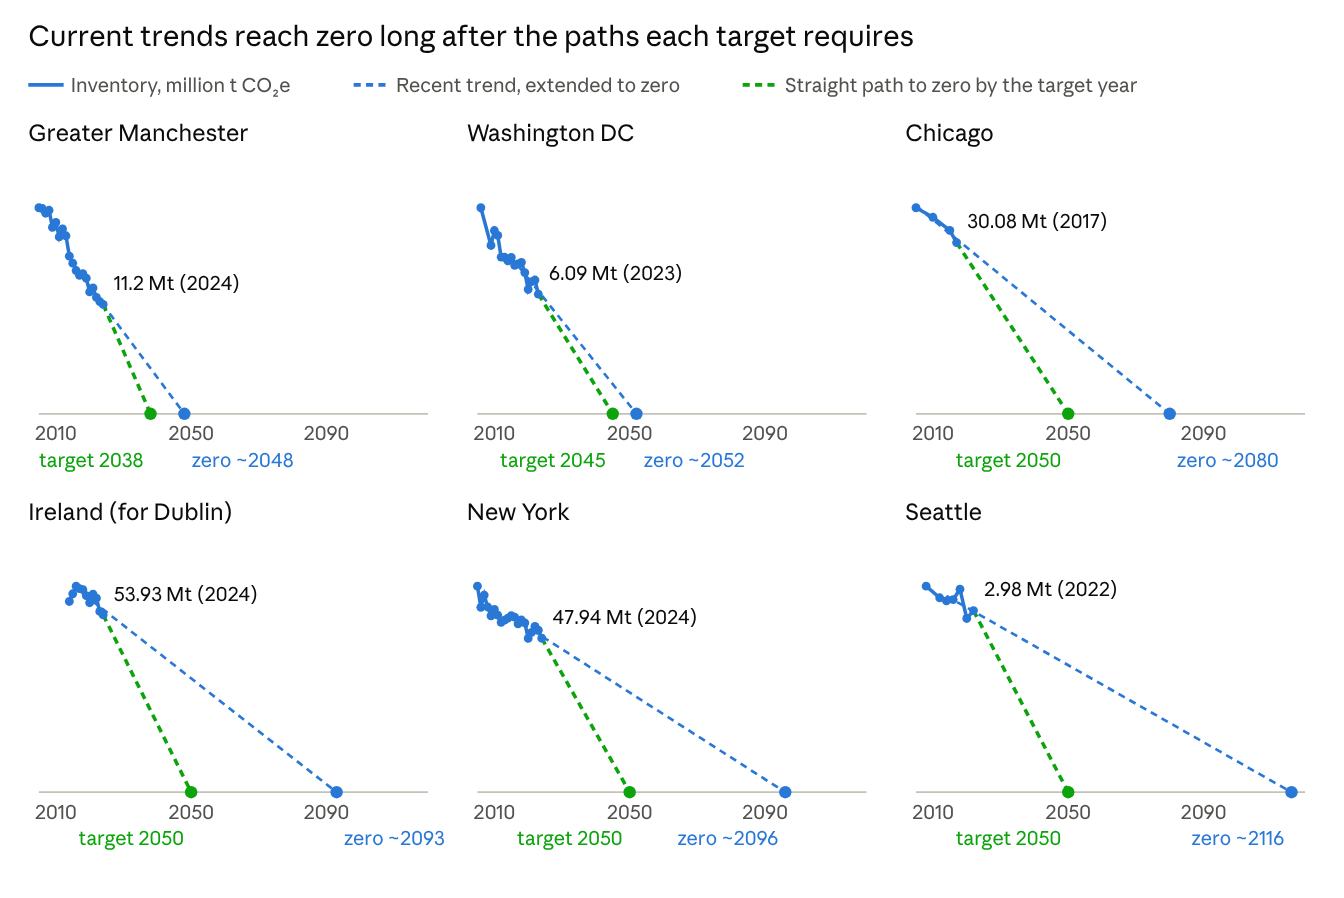 Current trends reach zero long after the paths each target requires
Inventory, million t CO₂e
Recent trend, extended to zero
Straight path to zero by the target year
Greater Manchester
11.2 Mt (2024)
2010 2050 2090
target 2038 zero ~2048
Washington DC
6.09 Mt (2023)
2010 2050 2090
target 2045 zero ~2052
Chicago
30.08 Mt (2017)
2010 2050 2090
target 2050 zero ~2080
Ireland (for Dublin)
53.93 Mt (2024)
2010 2050 2090
target 2050 zero ~2093
New York
47.94 Mt (2024)
2010 2050 2090
target 2050 zero ~2096
Seattle
2.98 Mt (2022)
2010 2050 2090
target 2050 zero ~2116